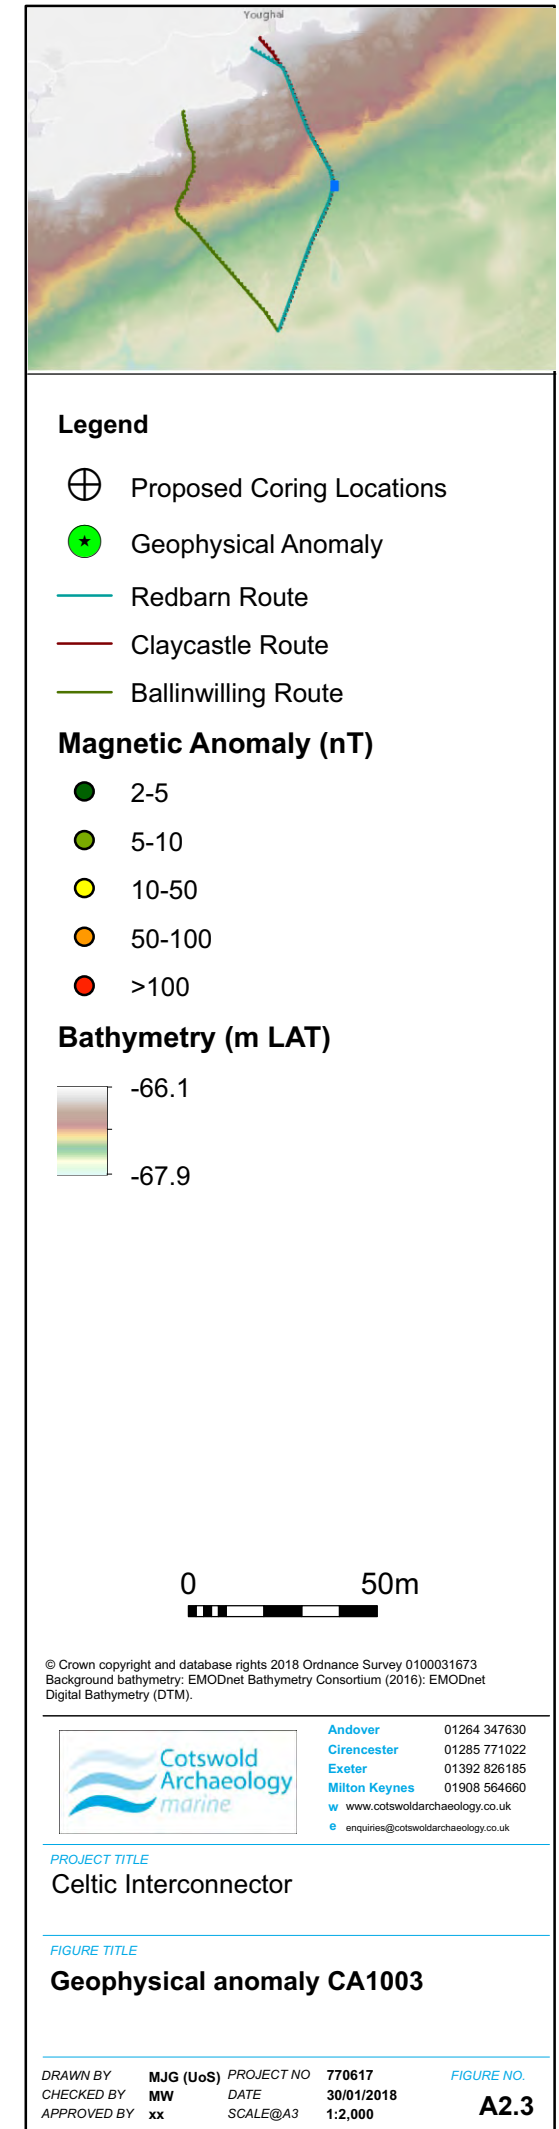 Youghal
Legend
Proposed Coring Locations
Geophysical Anomaly
Redbarn Route
Claycastle Route
Ballinwilling Route
Magnetic Anomaly (nT)
2-5
5-10
10-50
50-100
>100
Bathymetry (m LAT)
-66.1
-67.9
0 50m
© Crown copyright and database rights 2018 Ordnance Survey 0100031673
Background bathymetry: EMODnet Bathymetry Consortium (2016): EMODnet
Digital Bathymetry (DTM).
Cotswold
Archaeology
marine
Andover 01264 347630
Cirencester 01285 771022
Exeter 01392 826185
Milton Keynes 01908 564660
w www.cotswoldarchaeology.co.uk
e enquiries@cotswoldarchaeology.co.uk
PROJECT TITLE
Celtic Interconnector
FIGURE TITLE
Geophysical anomaly CA1003
DRAWN BY MJG (UoS) PROJECT NO 770617 FIGURE NO.
CHECKED BY MW DATE 30/01/2018
APPROVED BY xx SCALE@A3 1:2,000 A2.3